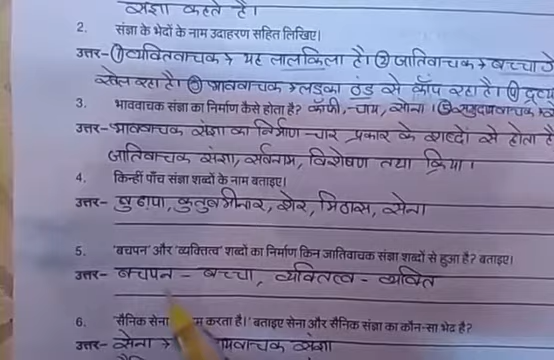 संज्ञा कहते हैं।
2. संज्ञा के भेदों के नाम उदाहरण सहित लिखिए।
उत्तर- ① व्यक्तिवाचक → यह लालकिला है। ② जातिवाचक → बच्चा
खेल रहा है। ③ भाववाचक → लड़का ठंड से काँप रहा है। ④ द्रव्य
3. भाववाचक संज्ञा का निर्माण कैसे होता है? कॉफी, चाय, सोना। ⑤ समुदायवाचक
उत्तर- भाववाचक संज्ञा का निर्माण चार प्रकार के शब्दों से होता है
जातिवाचक संज्ञा, सर्वनाम, विशेषण तथा क्रिया।
4. किन्हीं पाँच संज्ञा शब्दों के नाम बताइए।
उत्तर- बुढ़ापा, कुतुबमीनार, शेर, मिठास, सेना
5. 'बचपन' और 'व्यक्तित्व' शब्दों का निर्माण किन जातिवाचक संज्ञा शब्दों से हुआ है? बताइए।
उत्तर- बचपन - बच्चा, व्यक्तित्व - व्यक्ति
6. 'सैनिक सेना करता है।' बताइए सेना और सैनिक संज्ञा का कौन-सा भेद है?
उत्तर- सेना → संज्ञा